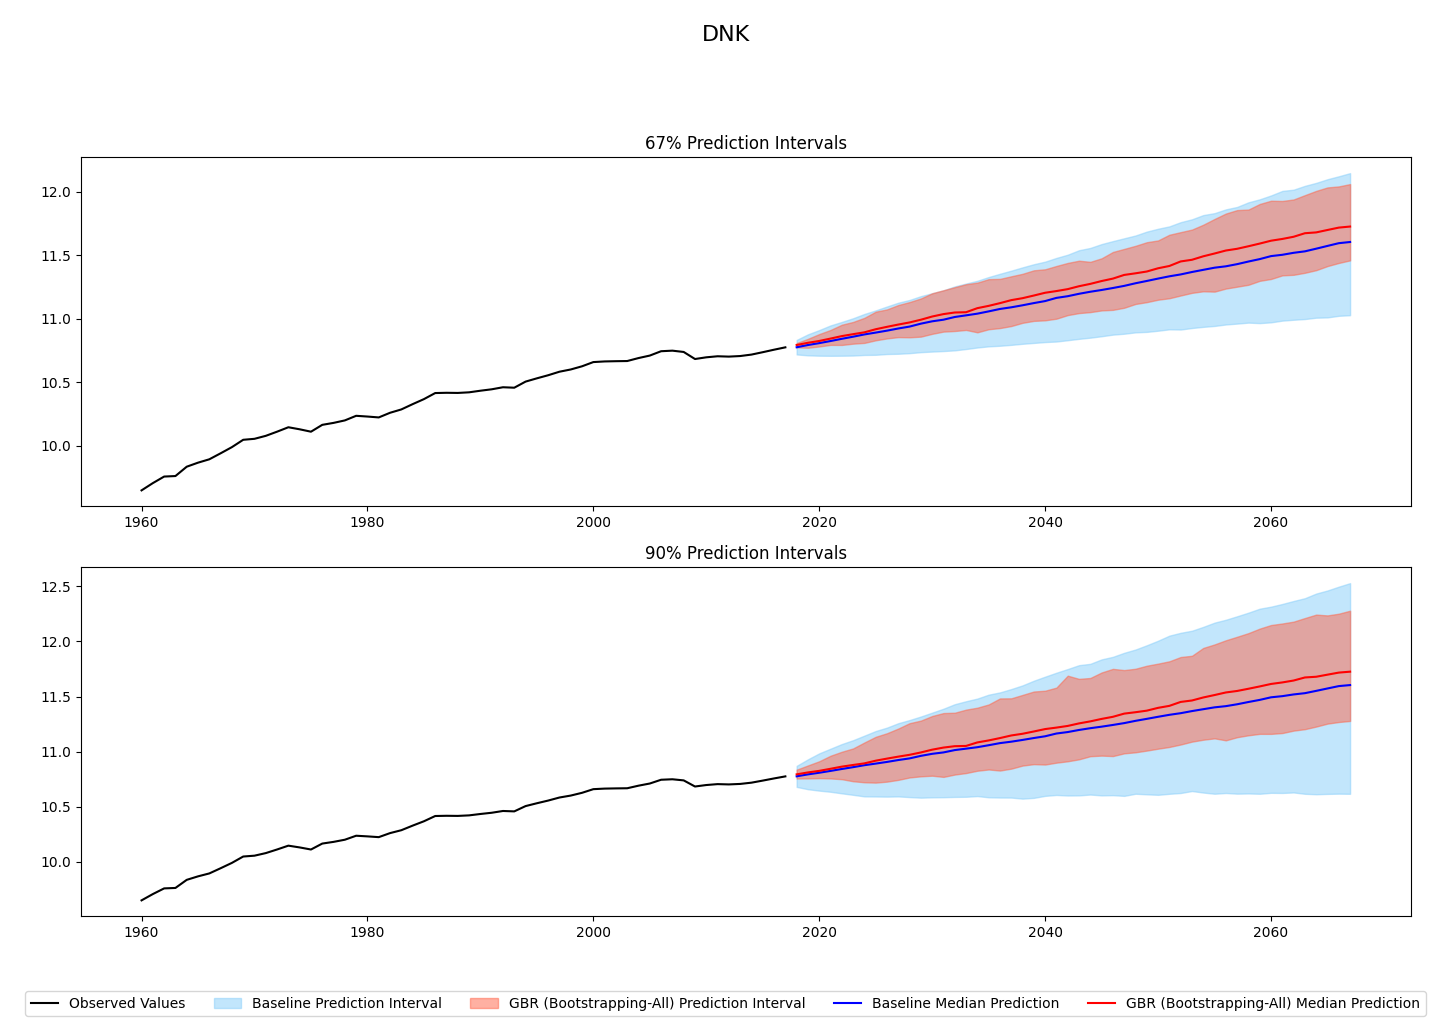 DNK
67% Prediction Intervals
12.0
11.5
11.0
10.5
10.0
1960 1980 2000 2020 2040 2060
90% Prediction Intervals
12.5
12.0
11.5
11.0
10.5
10.0
1960 1980 2000 2020 2040 2060
Observed Values Baseline Prediction Interval GBR (Bootstrapping-All) Prediction Interval Baseline Median Prediction GBR (Bootstrapping-All) Median Prediction